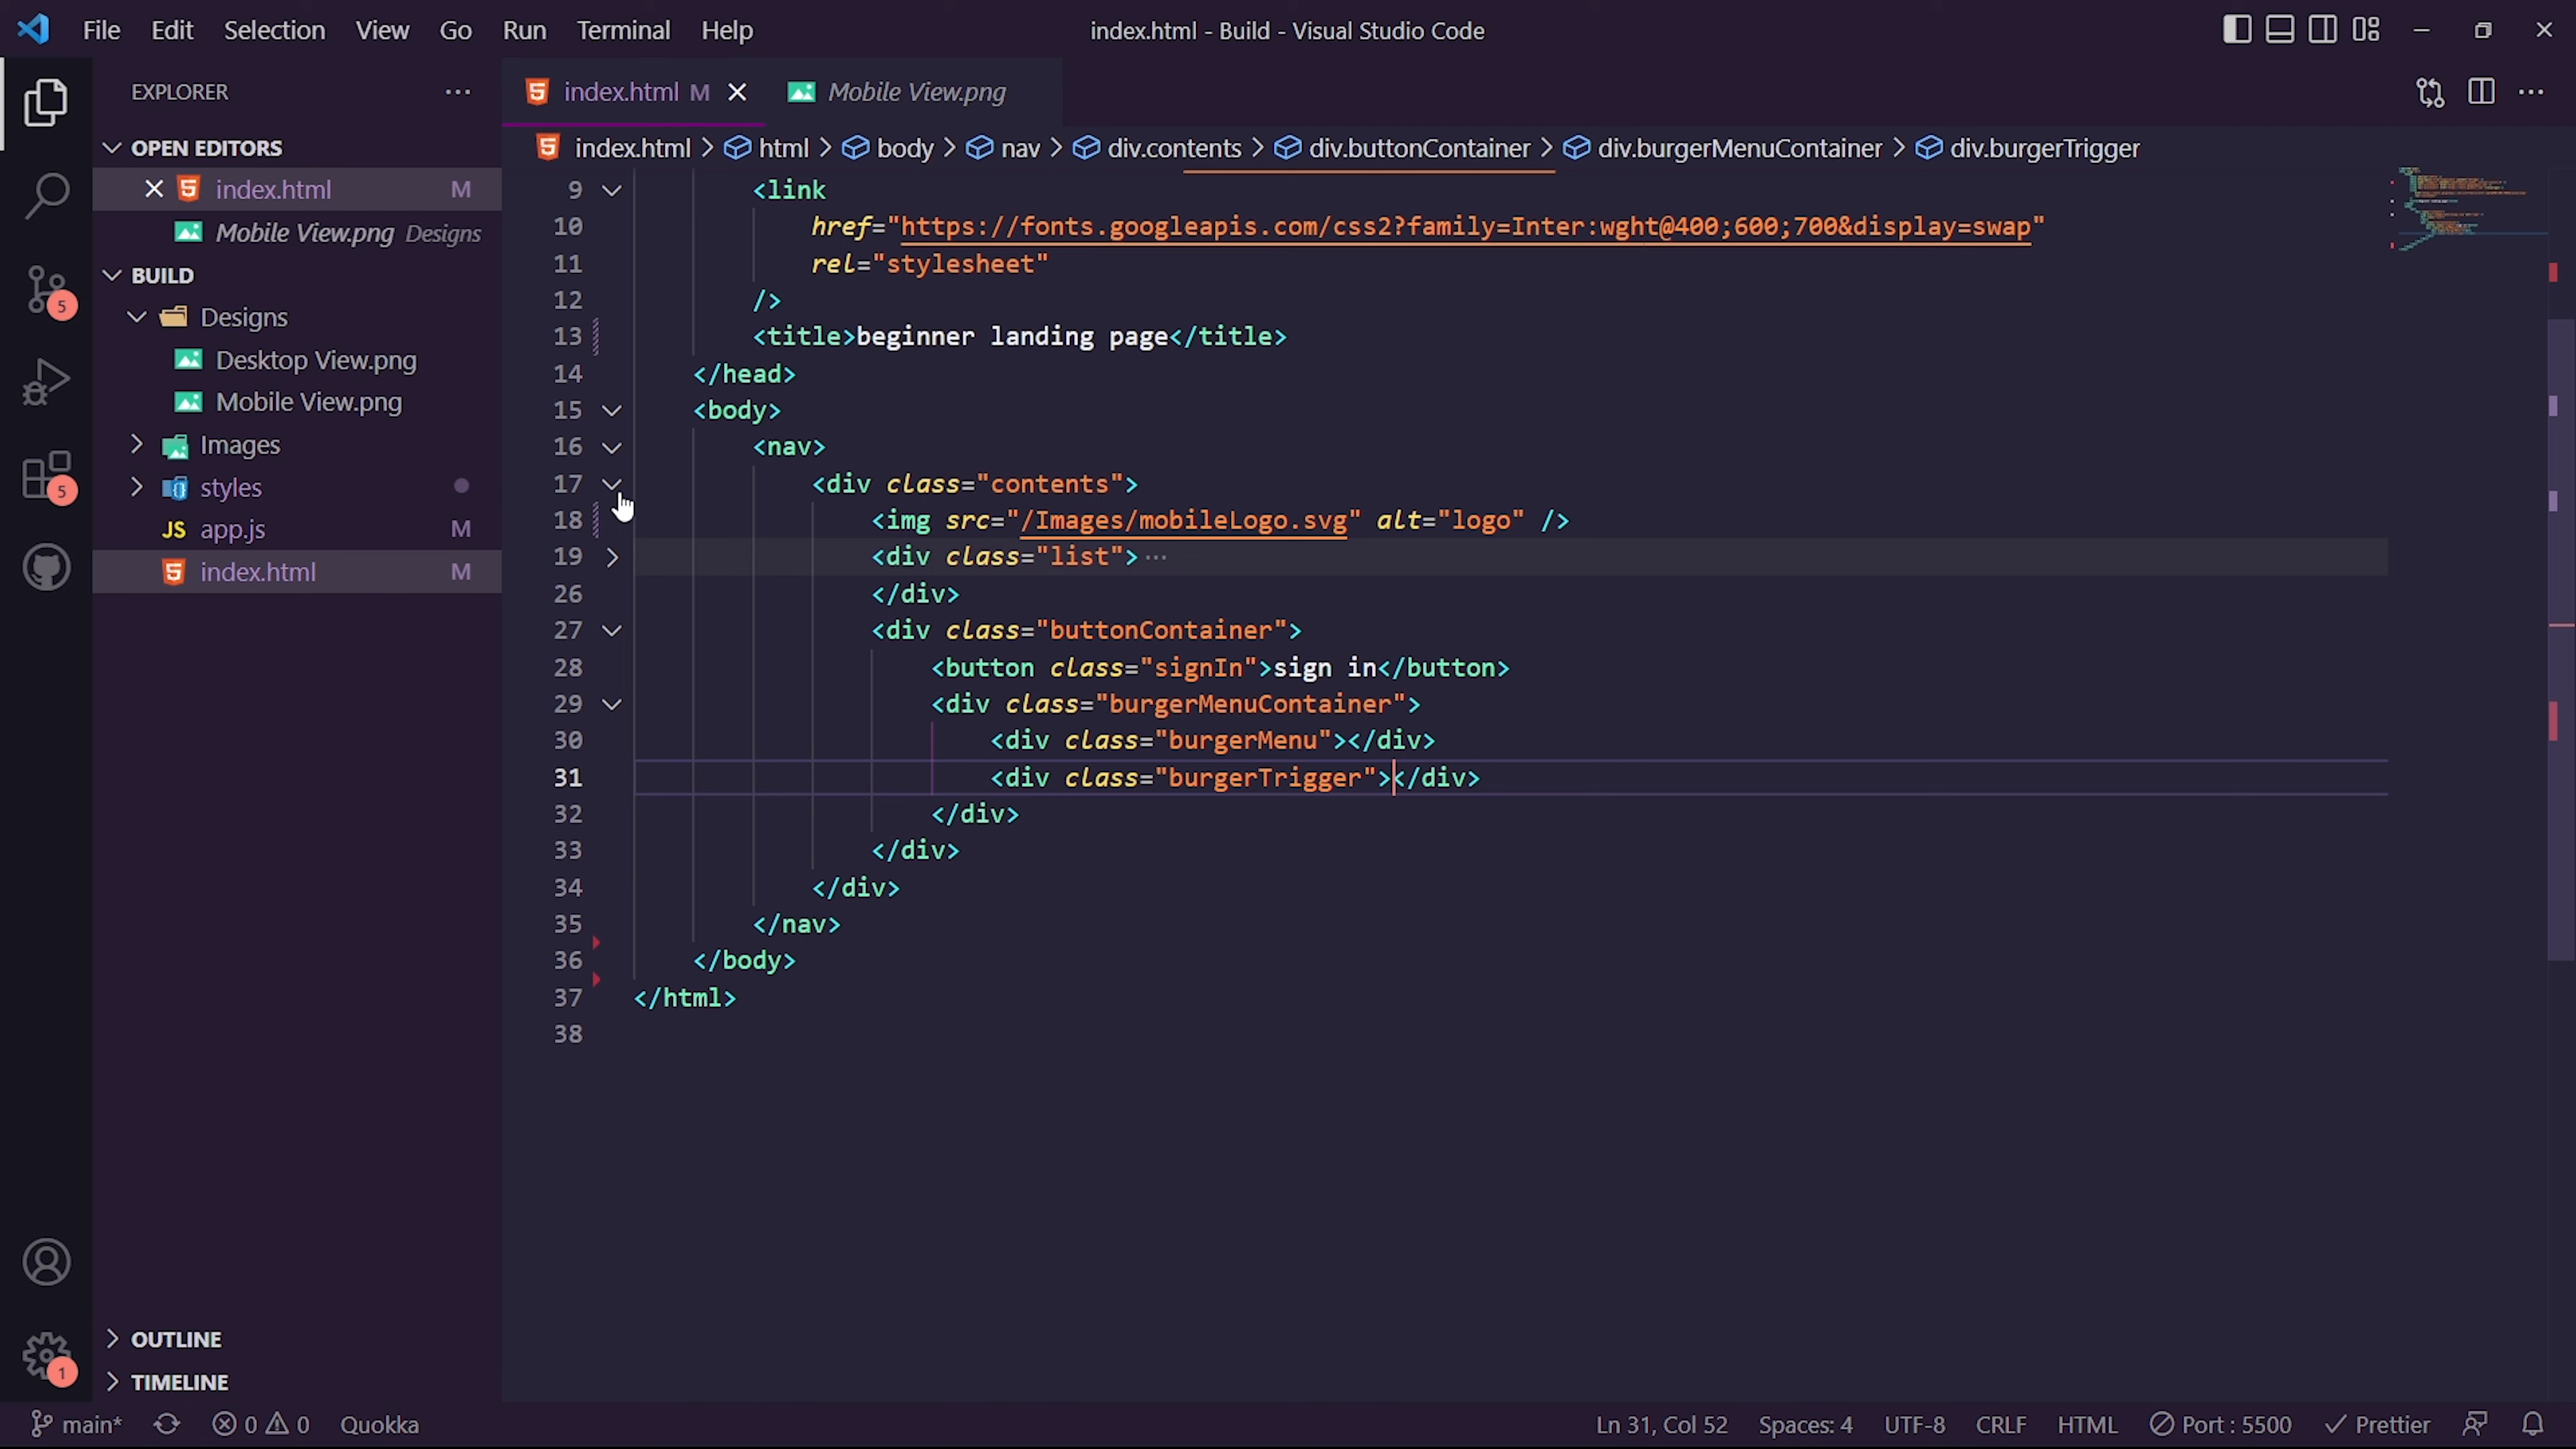 File Edit Selection View Go Run Terminal Help index.html - Build - Visual Studio Code
EXPLORER
OPEN EDITORS
index.html M
Mobile View.png Designs
BUILD
Designs
Desktop View.png
Mobile View.png
Images
styles
app.js M
index.html M
OUTLINE
TIMELINE
5
5
1
JS
index.html M Mobile View.png
index.html > html > body > nav > div.contents > div.buttonContainer > div.burgerMenuContainer > div.burgerTrigger
9 <link
10 href="https://fonts.googleapis.com/css2?family=Inter:wght@400;600;700&display=swap"
11 rel="stylesheet"
12 />
13 <title>beginner landing page</title>
14 </head>
15 <body>
16 <nav>
17 <div class="contents">
18 <img src="/Images/mobileLogo.svg" alt="logo" />
19 <div class="list">···
26 </div>
27 <div class="buttonContainer">
28 <button class="signIn">sign in</button>
29 <div class="burgerMenuContainer">
30 <div class="burgerMenu"></div>
31 <div class="burgerTrigger"></div>
32 </div>
33 </div>
34 </div>
35 </nav>
36 </body>
37 </html>
38
main* 0 0 Quokka Ln 31, Col 52 Spaces: 4 UTF-8 CRLF HTML Port : 5500 Prettier